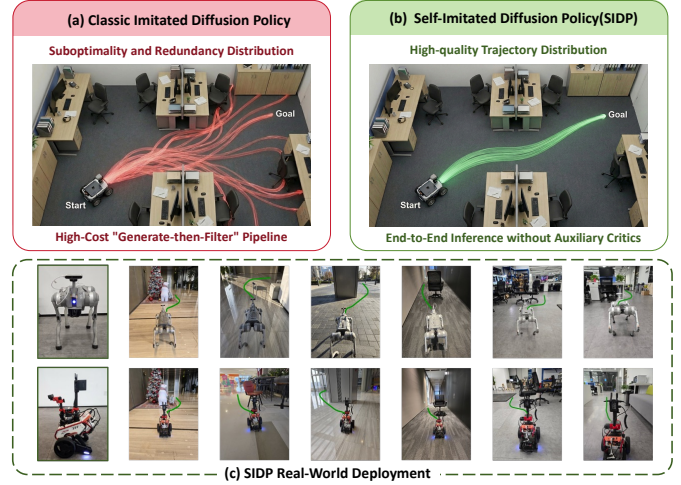 (a) Classic Imitated Diffusion Policy
Suboptimality and Redundancy Distribution
Goal
Start
High-Cost "Generate-then-Filter" Pipeline
(b) Self-Imitated Diffusion Policy(SIDP)
High-quality Trajectory Distribution
Goal
Start
End-to-End Inference without Auxiliary Critics
(c) SIDP Real-World Deployment